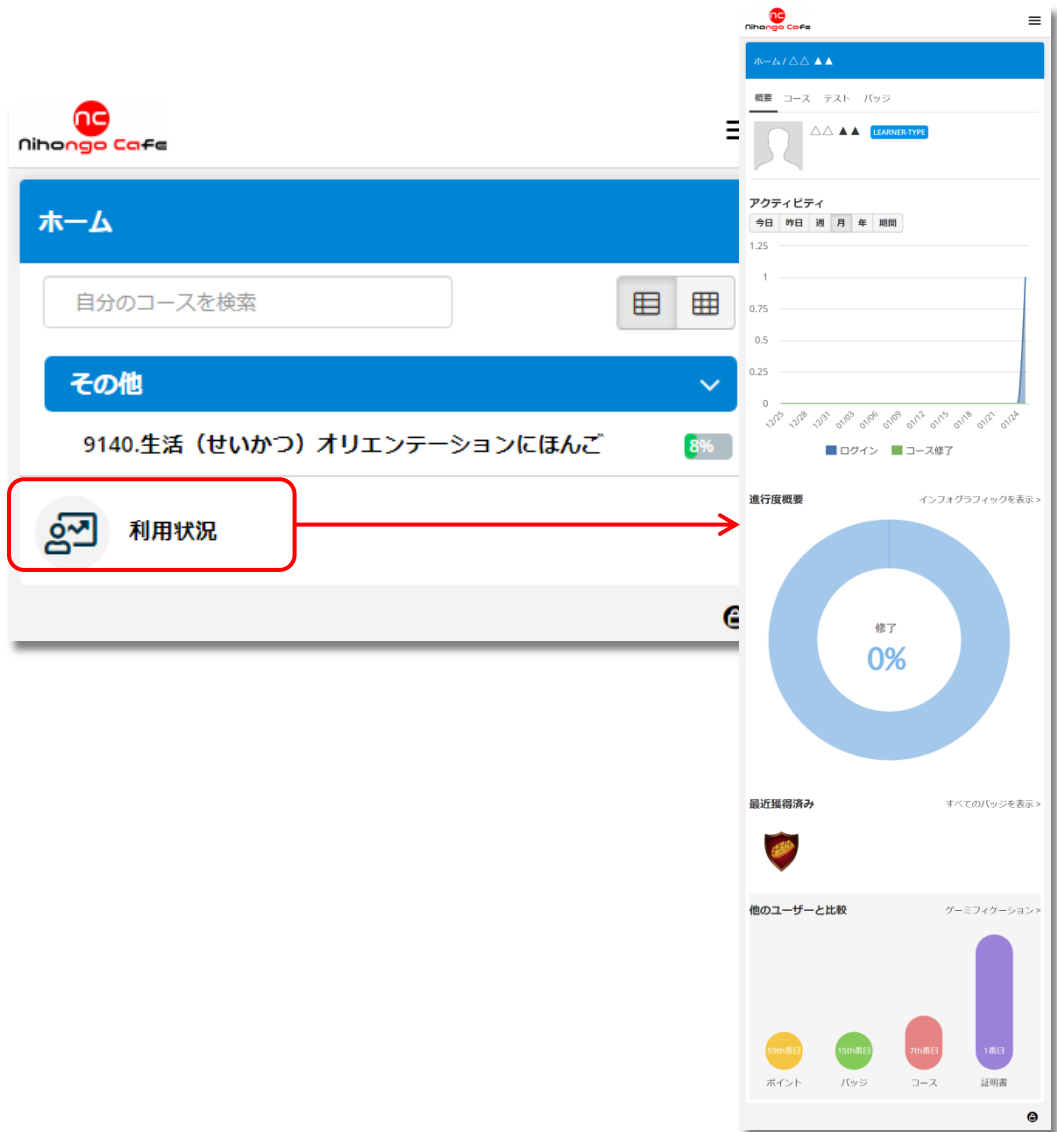 nc
Nihongo Cafe
ホーム
自分のコースを検索
その他
9140.生活（せいかつ）オリエンテーションにほんご
8%
利用状況
nc
Nihongo Cafe
ホーム / △△ ▲▲
概要 コース テスト バッジ
△△ ▲▲ LEARNER-TYPE
アクティビティ
今日 昨日 週 月 年 期間
1.25
1
0.75
0.5
0.25
0
12/25 12/28 12/31 01/03 01/06 01/09 01/12 01/15 01/18 01/21 01/24
ログイン コース修了
進行度概要 インフォグラフィックを表示 >
修了
0%
最近獲得済み すべてのバッジを表示 >
他のユーザーと比較 ゲーミフィケーション >
59th番目 15th番目 7th番目 1番目
ポイント バッジ コース 証明書